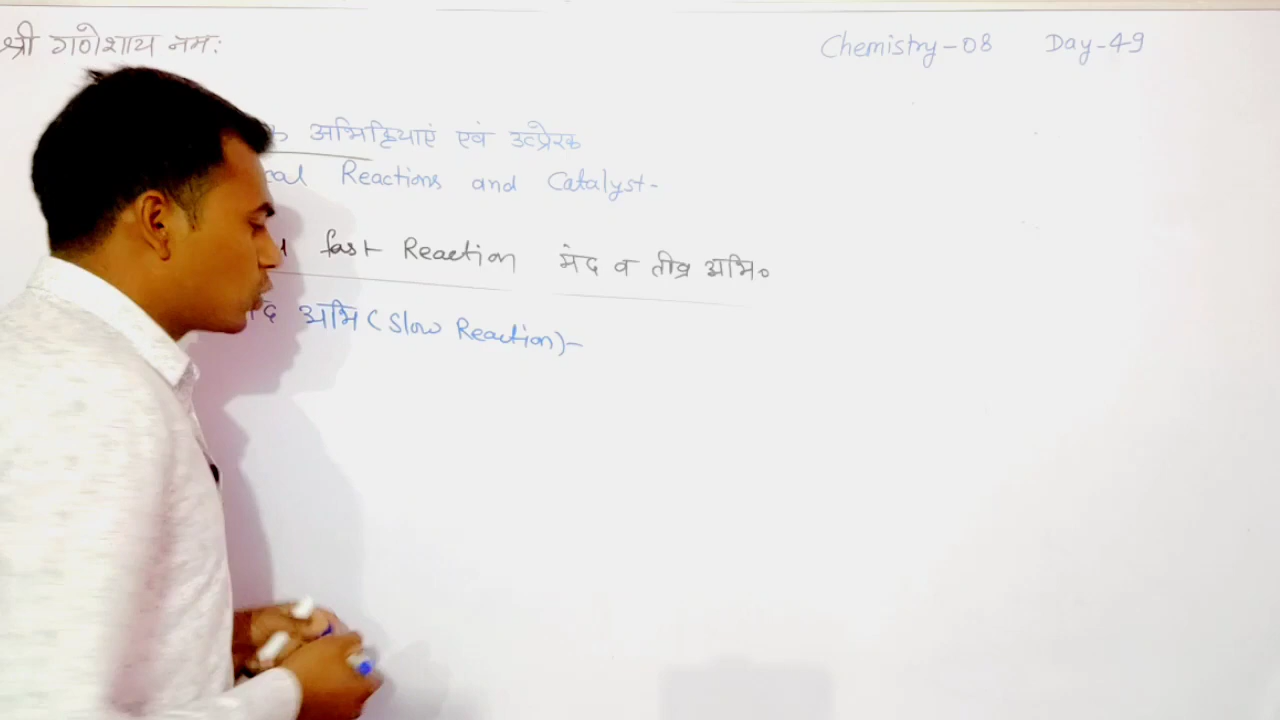 श्री गणेशाय नमः
Chemistry-08 Day-49
अभिक्रियाएं एवं उत्प्रेरक
Reactions and Catalyst-
fast Reaction मंद व तीव्र अभि०
अभि (Slow Reaction)-